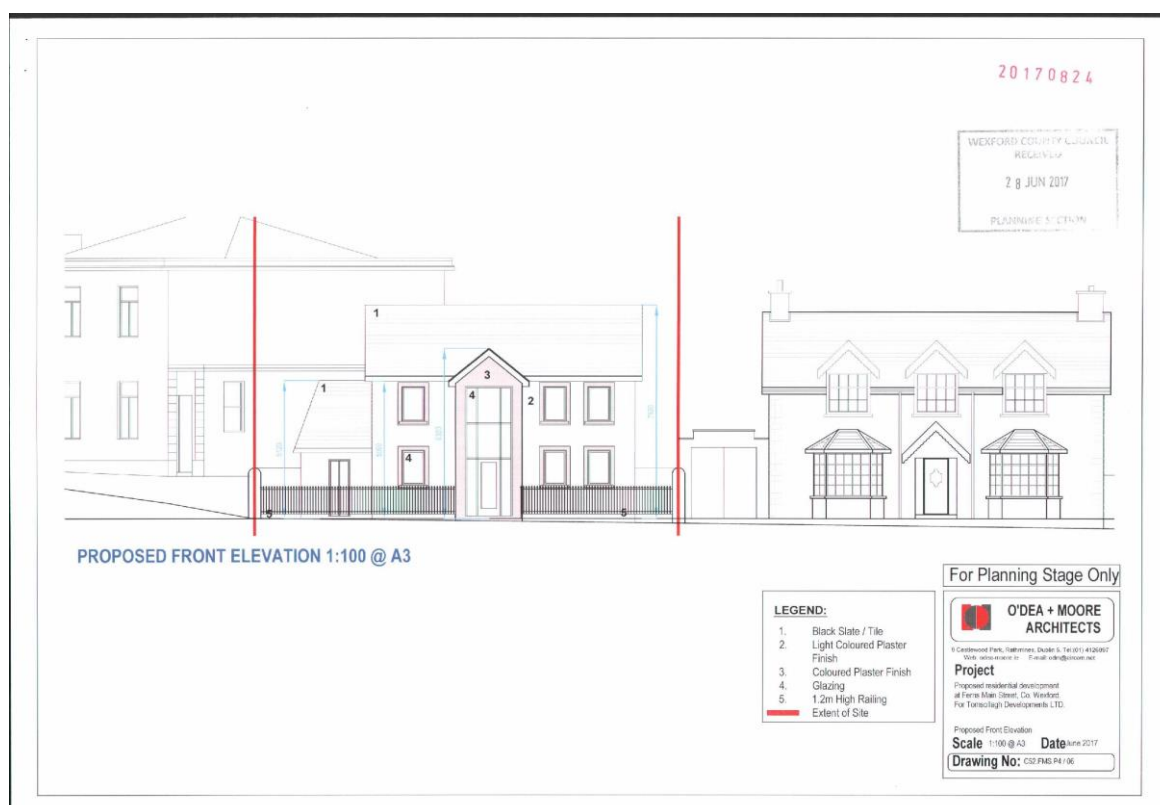 20170824
WEXFORD COUNTY COUNCIL
RECEIVED
28 JUN 2017
PLANNING SECTION
1
1
3
4
2
4
5
5
PROPOSED FRONT ELEVATION 1:100 @ A3
LEGEND:
1. Black Slate / Tile
2. Light Coloured Plaster
Finish
3. Coloured Plaster Finish
4. Glazing
5. 1.2m High Railing
Extent of Site
For Planning Stage Only
O'DEA + MOORE
ARCHITECTS
Project
Proposed residential development
at Ferns Main Street, Co. Wexford.
For Tomsollagh Developments LTD.
Proposed Front Elevation
Scale 1:100 @ A3 Date June 2017
Drawing No: C52.FMS.P4 / 06